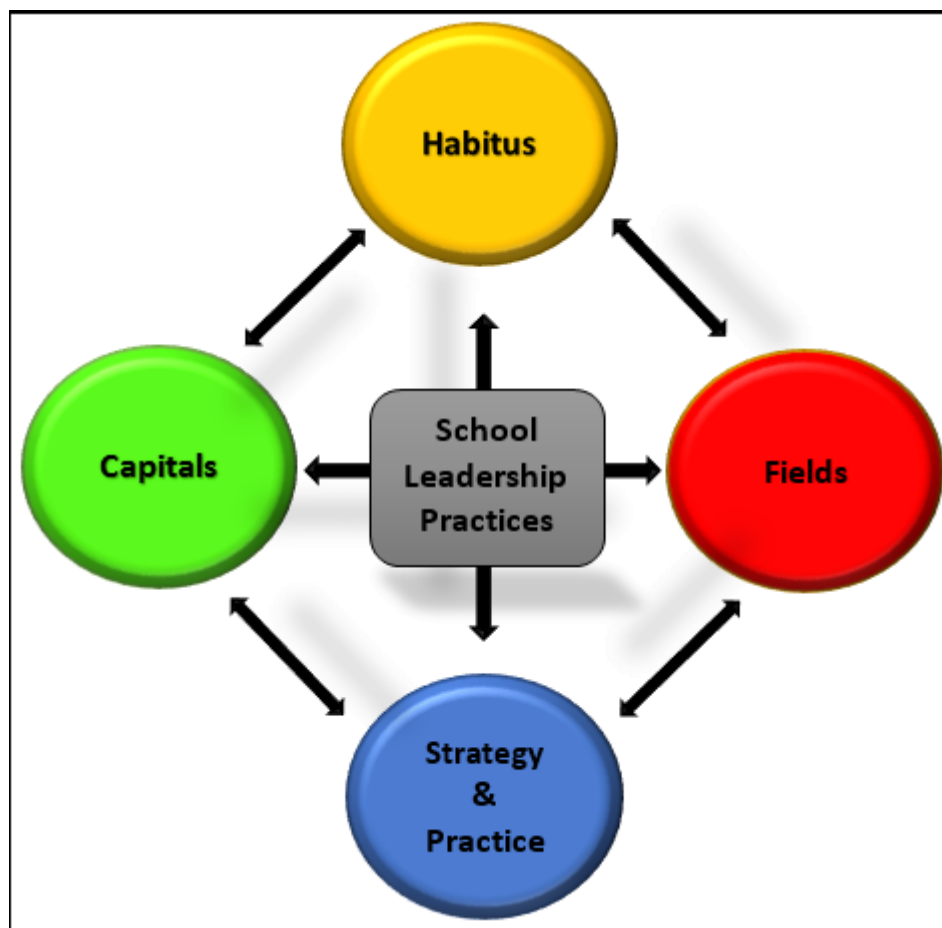 Habitus
Capitals
School
Leadership
Practices
Fields
Strategy
&
Practice